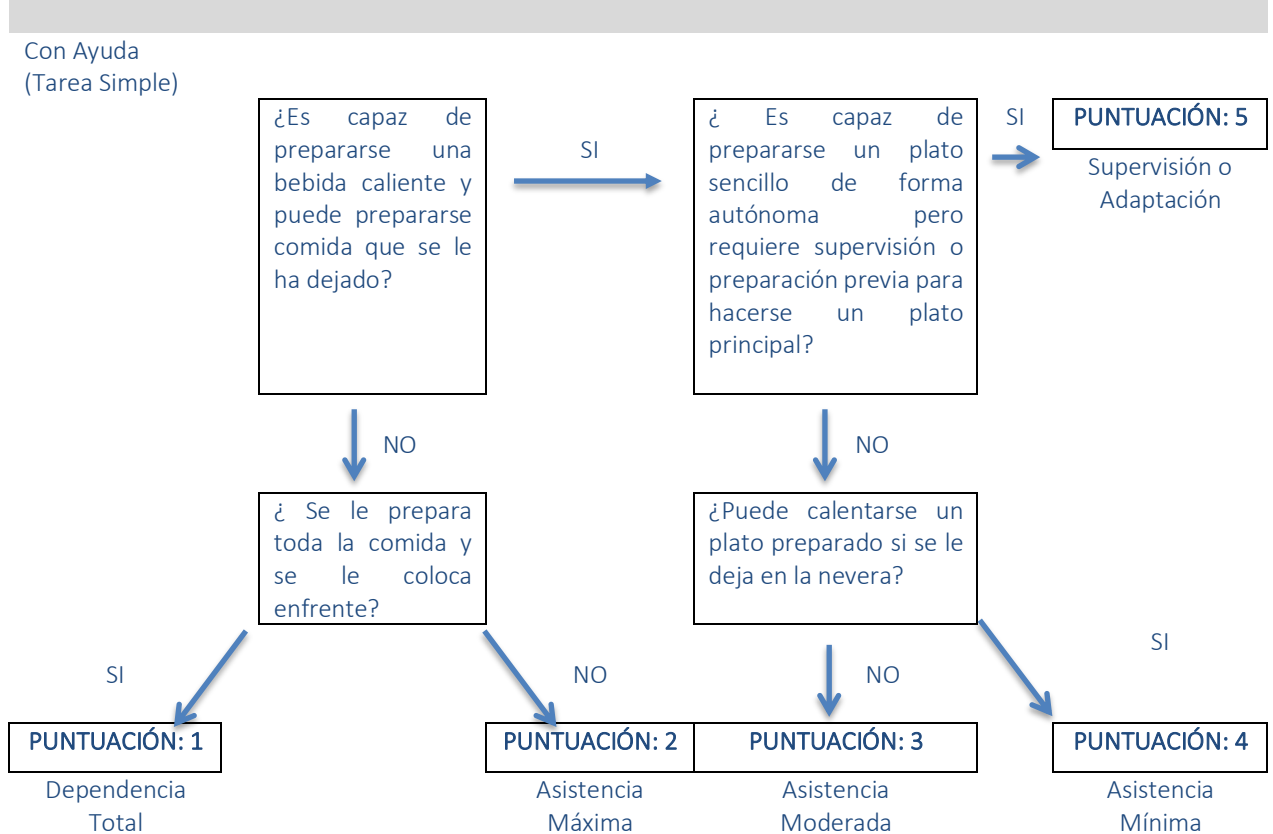 Con Ayuda
(Tarea Simple)
¿Es capaz de
prepararse una
bebida caliente y
puede prepararse
comida que se le
ha dejado?
SI
¿ Es capaz de
prepararse un plato
sencillo de forma
autónoma pero
requiere supervisión o
preparación previa para
hacerse un plato
principal?
SI
PUNTUACIÓN: 5
Supervisión o
Adaptación
NO
NO
¿ Se le prepara
toda la comida y
se le coloca
enfrente?
¿Puede calentarse un
plato preparado si se le
deja en la nevera?
SI
NO
NO
SI
PUNTUACIÓN: 1
Dependencia
Total
PUNTUACIÓN: 2
Asistencia
Máxima
PUNTUACIÓN: 3
Asistencia
Moderada
PUNTUACIÓN: 4
Asistencia
Mínima